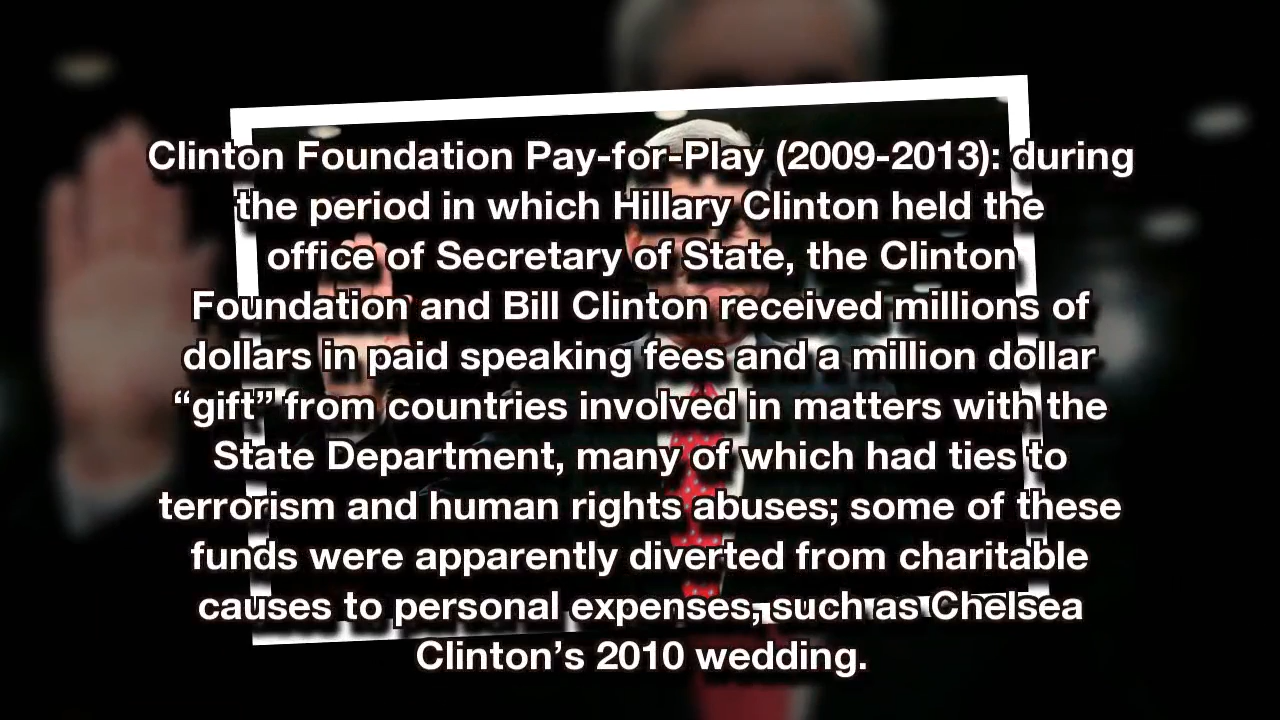 Clinton Foundation Pay-for-Play (2009-2013): during
the period in which Hillary Clinton held the
office of Secretary of State, the Clinton
Foundation and Bill Clinton received millions of
dollars in paid speaking fees and a million dollar
“gift” from countries involved in matters with the
State Department, many of which had ties to
terrorism and human rights abuses; some of these
funds were apparently diverted from charitable
causes to personal expenses, such as Chelsea
Clinton’s 2010 wedding.